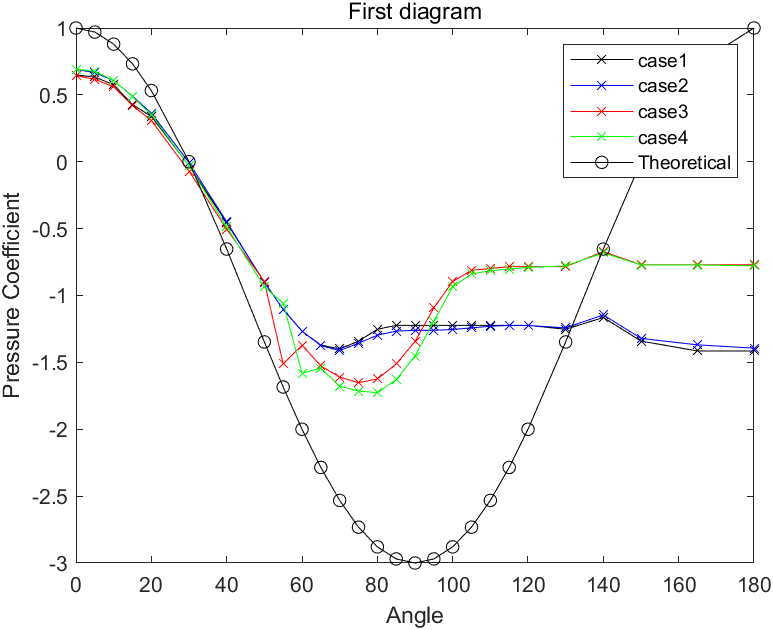 First diagram
Pressure Coefficient
1
0.5
0
-0.5
-1
-1.5
-2
-2.5
-3
0 20 40 60 80 100 120 140 160 180
Angle
case1
case2
case3
case4
Theoretical